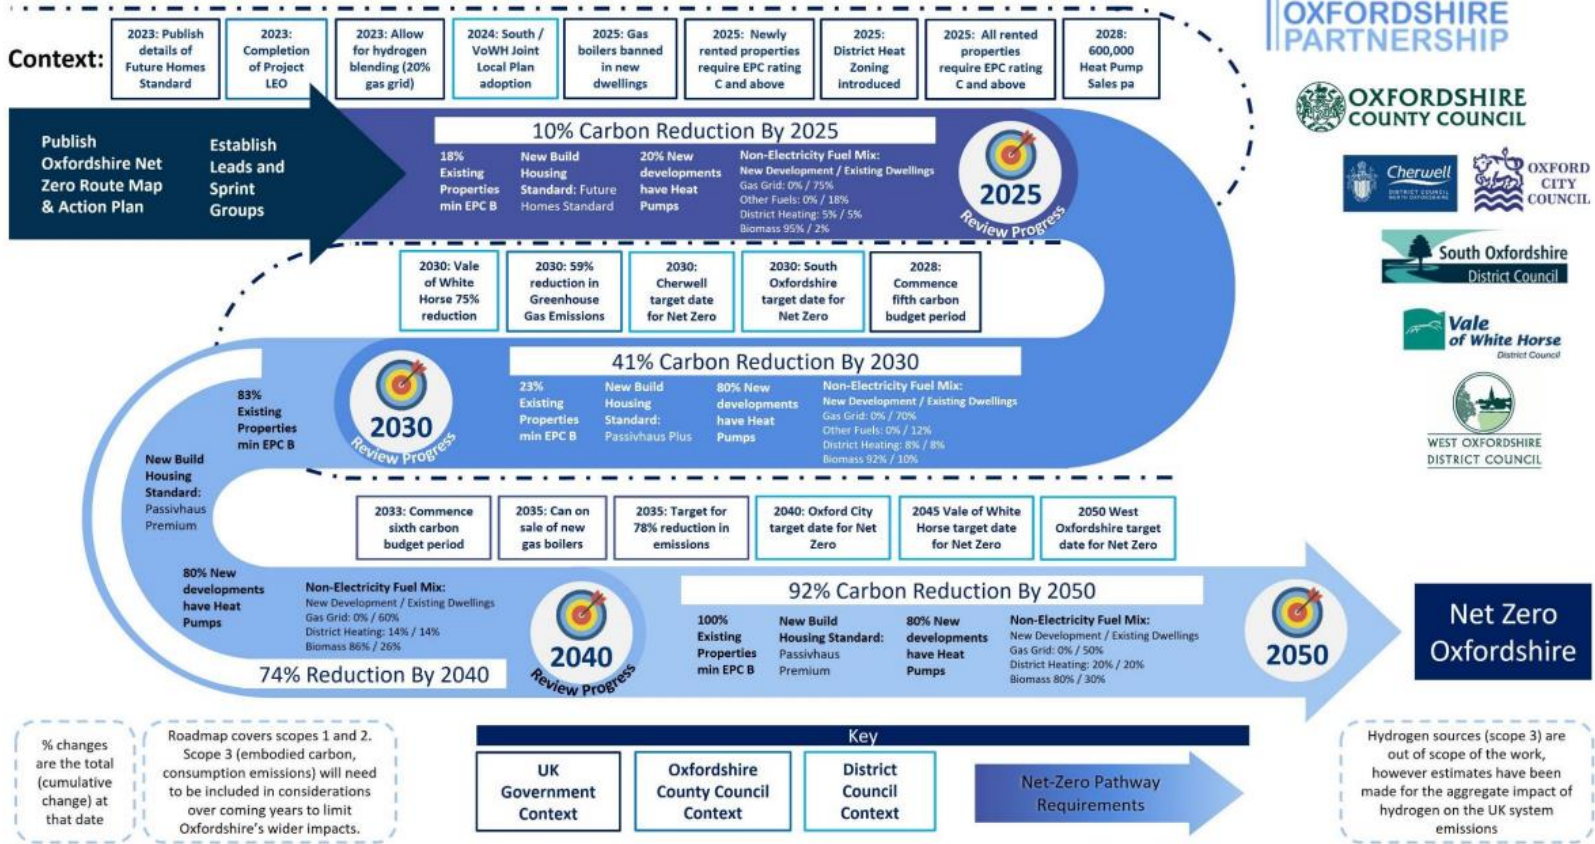 OXFORDSHIRE
PARTNERSHIP
Context:
2023: Publish
details of
Future Homes
Standard
2023:
Completion
of Project
LEO
2023: Allow
for hydrogen
blending (20%
gas grid)
2024: South /
VoWH Joint
Local Plan
adoption
2025: Gas
boilers banned
in new
dwellings
2025: Newly
rented properties
require EPC rating
C and above
2025:
District Heat
Zoning
introduced
2025: All rented
properties
require EPC rating
C and above
2028:
600,000
Heat Pump
Sales pa
OXFORDSHIRE
COUNTY COUNCIL
Cherwell
DISTRICT COUNCIL
NORTH OXFORDSHIRE
OXFORD
CITY
COUNCIL
South Oxfordshire
District Council
Vale
of White Horse
District Council
WEST OXFORDSHIRE
DISTRICT COUNCIL
Publish
Oxfordshire Net
Zero Route Map
& Action Plan
Establish
Leads and
Sprint
Groups
10% Carbon Reduction By 2025
18%
Existing
Properties
min EPC B
New Build
Housing
Standard: Future
Homes Standard
20% New
developments
have Heat
Pumps
Non-Electricity Fuel Mix:
New Development / Existing Dwellings
Gas Grid: 0% / 75%
Other Fuels: 0% / 18%
District Heating: 5% / 5%
Biomass 95% / 2%
2025
Review Progress
2030: Vale
of White
Horse 75%
reduction
2030: 59%
reduction in
Greenhouse
Gas Emissions
2030:
Cherwell
target date
for Net Zero
2030: South
Oxfordshire
target date for
Net Zero
2028:
Commence
fifth carbon
budget period
41% Carbon Reduction By 2030
23%
Existing
Properties
min EPC B
New Build
Housing
Standard:
Passivhaus Plus
80% New
developments
have Heat
Pumps
Non-Electricity Fuel Mix:
New Development / Existing Dwellings
Gas Grid: 0% / 70%
Other Fuels: 0% / 12%
District Heating: 8% / 8%
Biomass 92% / 10%
2030
Review Progress
83%
Existing
Properties
min EPC B
New Build
Housing
Standard:
Passivhaus
Premium
80% New
developments
have Heat
Pumps
Non-Electricity Fuel Mix:
New Development / Existing Dwellings
Gas Grid: 0% / 60%
District Heating: 14% / 14%
Biomass 86% / 26%
74% Reduction By 2040
2040
Review Progress
2033: Commence
sixth carbon
budget period
2035: Can on
sale of new
gas boilers
2035: Target for
78% reduction in
emissions
2040: Oxford City
target date for Net
Zero
2045 Vale of White
Horse target date
for Net Zero
2050 West
Oxfordshire target
date for Net Zero
92% Carbon Reduction By 2050
100%
Existing
Properties
min EPC B
New Build
Housing Standard:
Passivhaus
Premium
80% New
developments
have Heat
Pumps
Non-Electricity Fuel Mix:
New Development / Existing Dwellings
Gas Grid: 0% / 50%
District Heating: 20% / 20%
Biomass 80% / 30%
2050
Net Zero
Oxfordshire
% changes
are the total
(cumulative
change) at
that date
Roadmap covers scopes 1 and 2.
Scope 3 (embodied carbon,
consumption emissions) will need
to be included in considerations
over coming years to limit
Oxfordshire's wider impacts.
Key
UK
Government
Context
Oxfordshire
County Council
Context
District
Council
Context
Net-Zero Pathway
Requirements
Hydrogen sources (scope 3) are
out of scope of the work,
however estimates have been
made for the aggregate impact of
hydrogen on the UK system
emissions